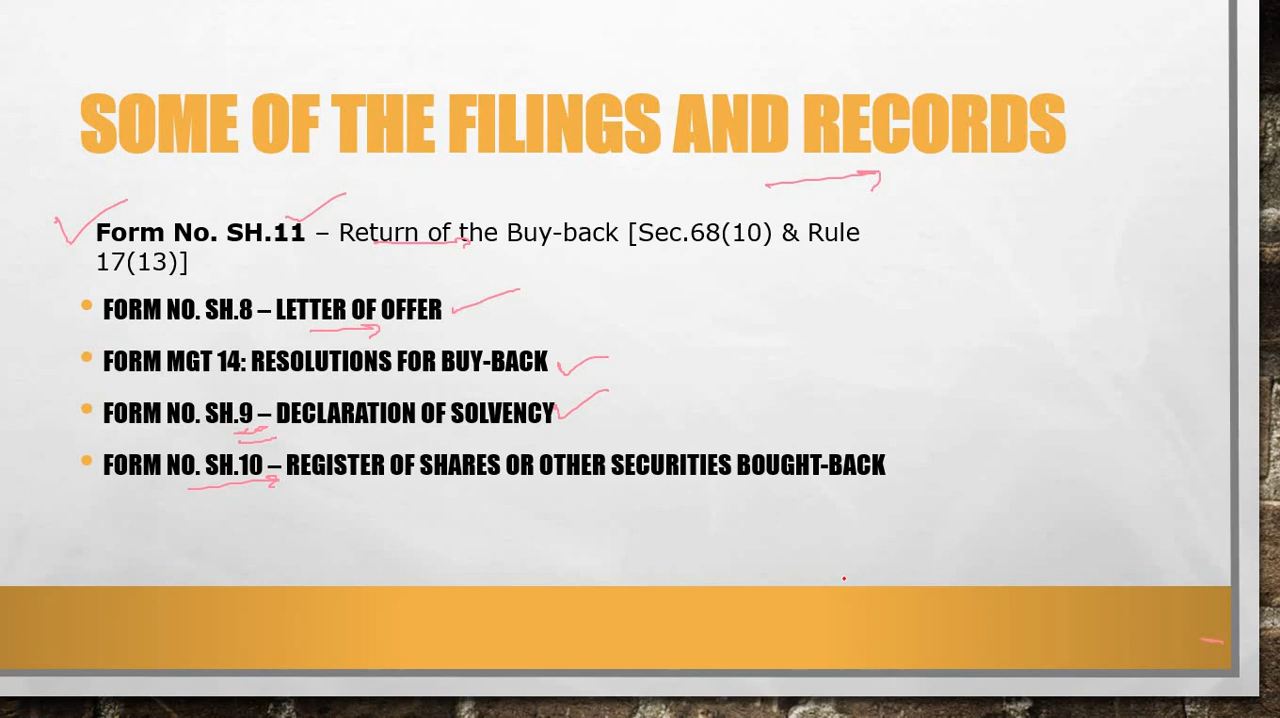 SOME OF THE FILINGS AND RECORDS
Form No. SH.11 – Return of the Buy-back [Sec.68(10) & Rule
17(13)]
• FORM NO. SH.8 – LETTER OF OFFER
• FORM MGT 14: RESOLUTIONS FOR BUY-BACK
• FORM NO. SH.9 – DECLARATION OF SOLVENCY
• FORM NO. SH.10 – REGISTER OF SHARES OR OTHER SECURITIES BOUGHT-BACK